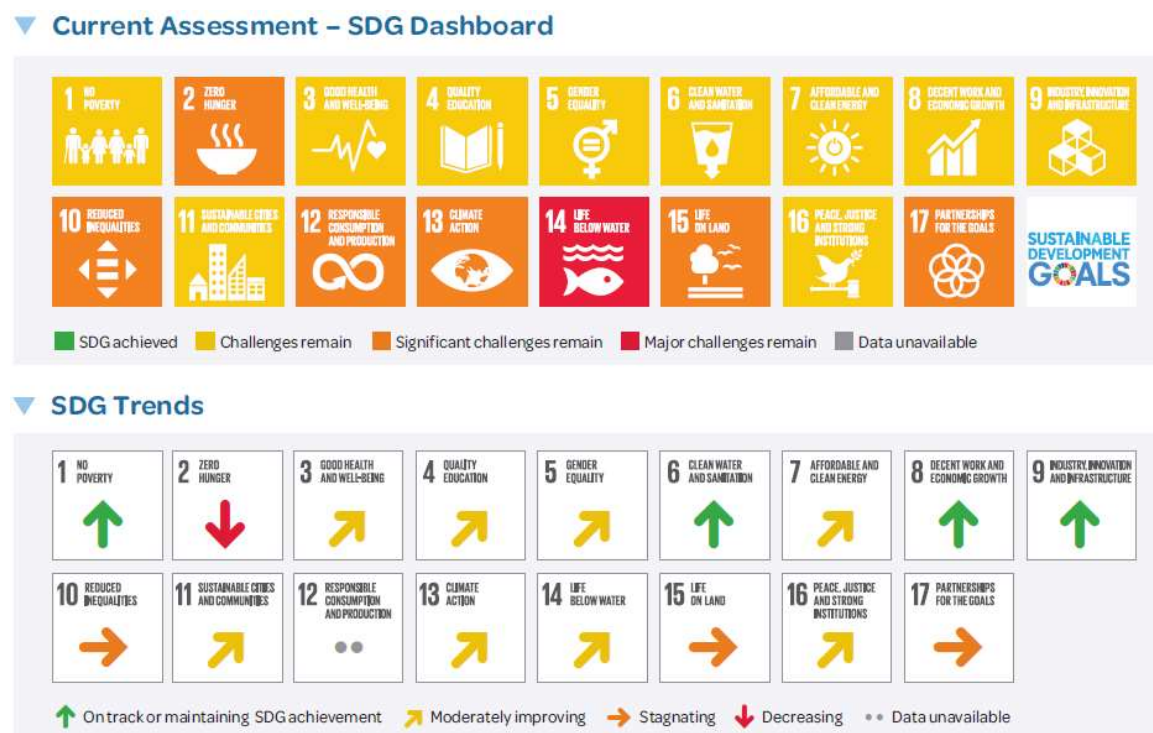 Current Assessment – SDG Dashboard
1 NO
POVERTY
2 ZERO
HUNGER
3 GOOD HEALTH
AND WELL-BEING
4 QUALITY
EDUCATION
5 GENDER
EQUALITY
6 CLEAN WATER
AND SANITATION
7 AFFORDABLE AND
CLEAN ENERGY
8 DECENT WORK AND
ECONOMIC GROWTH
9 INDUSTRY, INNOVATION
AND INFRASTRUCTURE
10 REDUCED
INEQUALITIES
11 SUSTAINABLE CITIES
AND COMMUNITIES
12 RESPONSIBLE
CONSUMPTION
AND PRODUCTION
13 CLIMATE
ACTION
14 LIFE
BELOW WATER
15 LIFE
ON LAND
16 PEACE, JUSTICE
AND STRONG
INSTITUTIONS
17 PARTNERSHIPS
FOR THE GOALS
SUSTAINABLE
DEVELOPMENT
GOALS
SDG achieved Challenges remain Significant challenges remain Major challenges remain Data unavailable
SDG Trends
1 NO
POVERTY
2 ZERO
HUNGER
3 GOOD HEALTH
AND WELL-BEING
4 QUALITY
EDUCATION
5 GENDER
EQUALITY
6 CLEAN WATER
AND SANITATION
7 AFFORDABLE AND
CLEAN ENERGY
8 DECENT WORK AND
ECONOMIC GROWTH
9 INDUSTRY, INNOVATION
AND INFRASTRUCTURE
10 REDUCED
INEQUALITIES
11 SUSTAINABLE CITIES
AND COMMUNITIES
12 RESPONSIBLE
CONSUMPTION
AND PRODUCTION
13 CLIMATE
ACTION
14 LIFE
BELOW WATER
15 LIFE
ON LAND
16 PEACE, JUSTICE
AND STRONG
INSTITUTIONS
17 PARTNERSHIPS
FOR THE GOALS
On track or maintaining SDG achievement Moderately improving Stagnating Decreasing Data unavailable